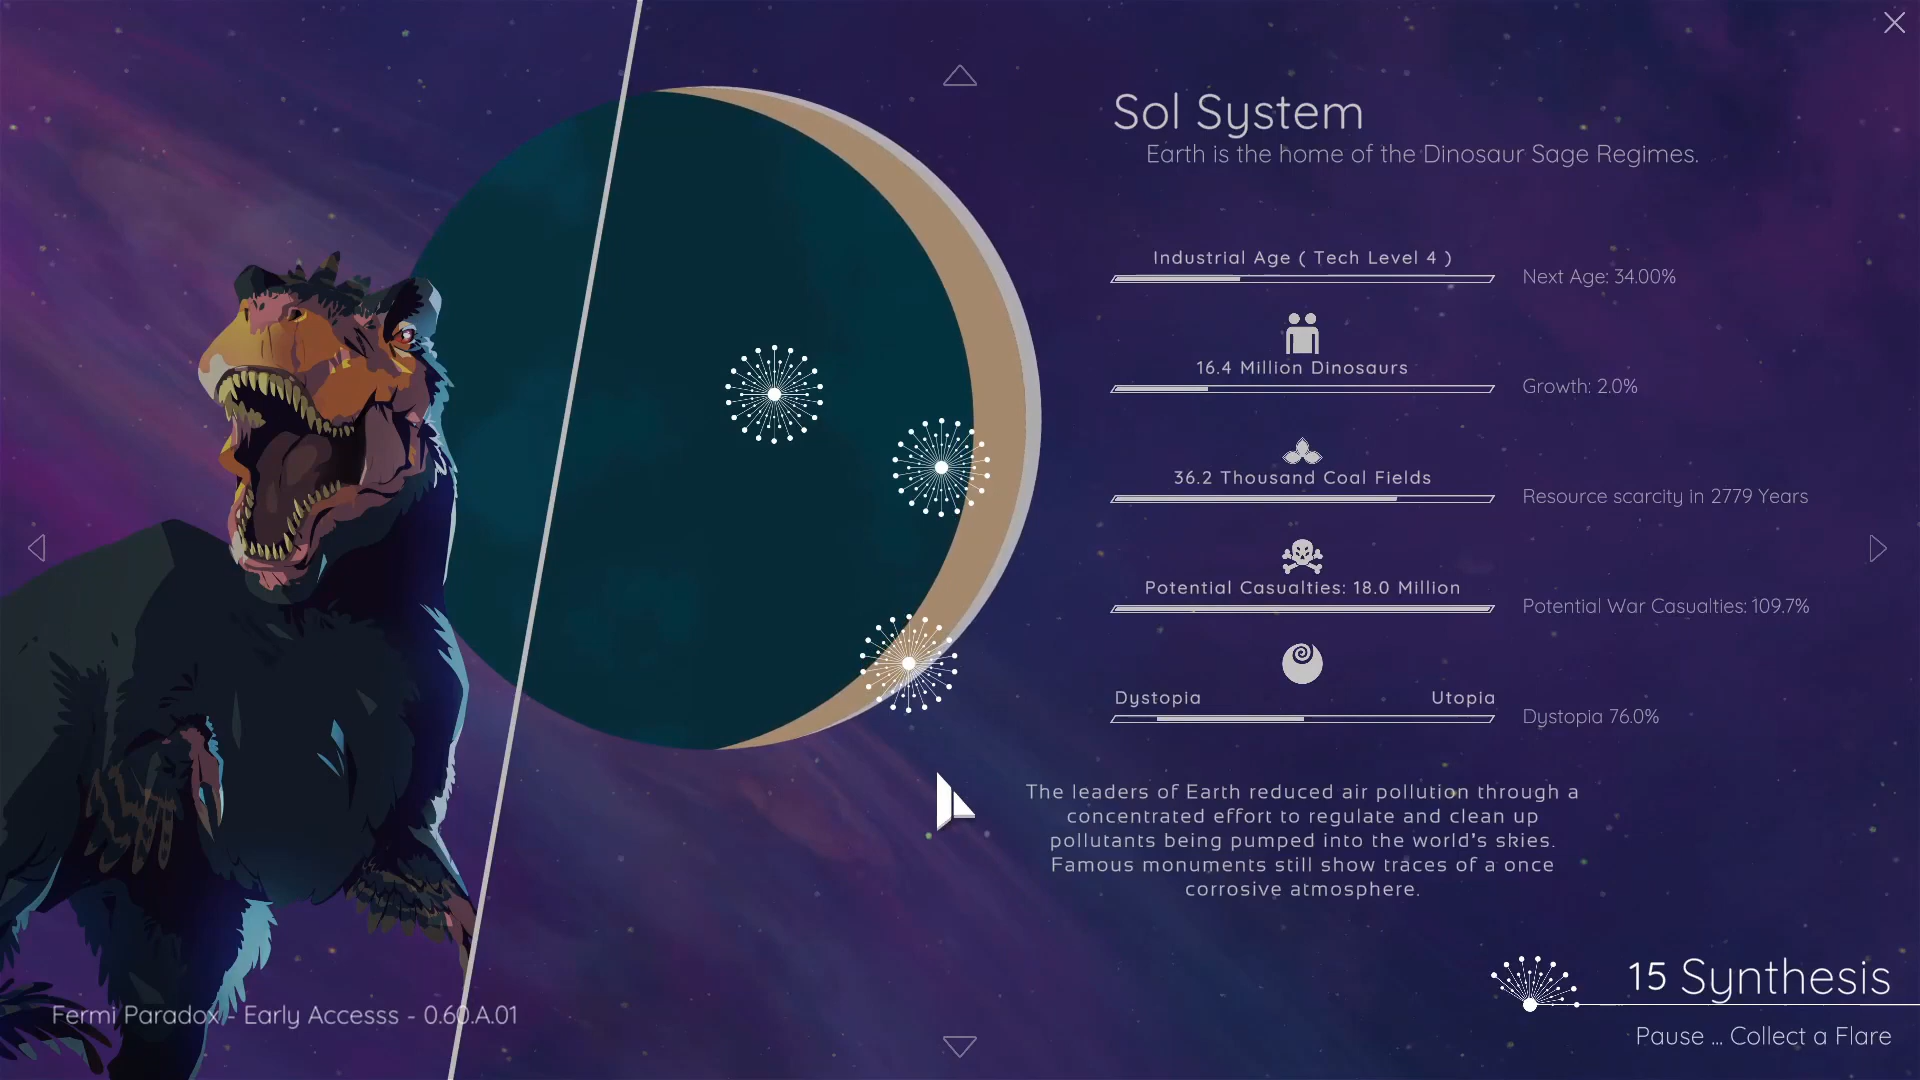 Sol System
Earth is the home of the Dinosaur Sage Regimes.
Industrial Age ( Tech Level 4 )
Next Age: 34.00%
16.4 Million Dinosaurs
Growth: 2.0%
36.2 Thousand Coal Fields
Resource scarcity in 2779 Years
Potential Casualties: 18.0 Million
Potential War Casualties: 109.7%
Dystopia
Utopia
Dystopia 76.0%
The leaders of Earth reduced air pollution through a
concentrated effort to regulate and clean up
pollutants being pumped into the world's skies.
Famous monuments still show traces of a once
corrosive atmosphere.
15 Synthesis
Pause ... Collect a Flare
Fermi Paradox - Early Accesss - 0.60.A.01